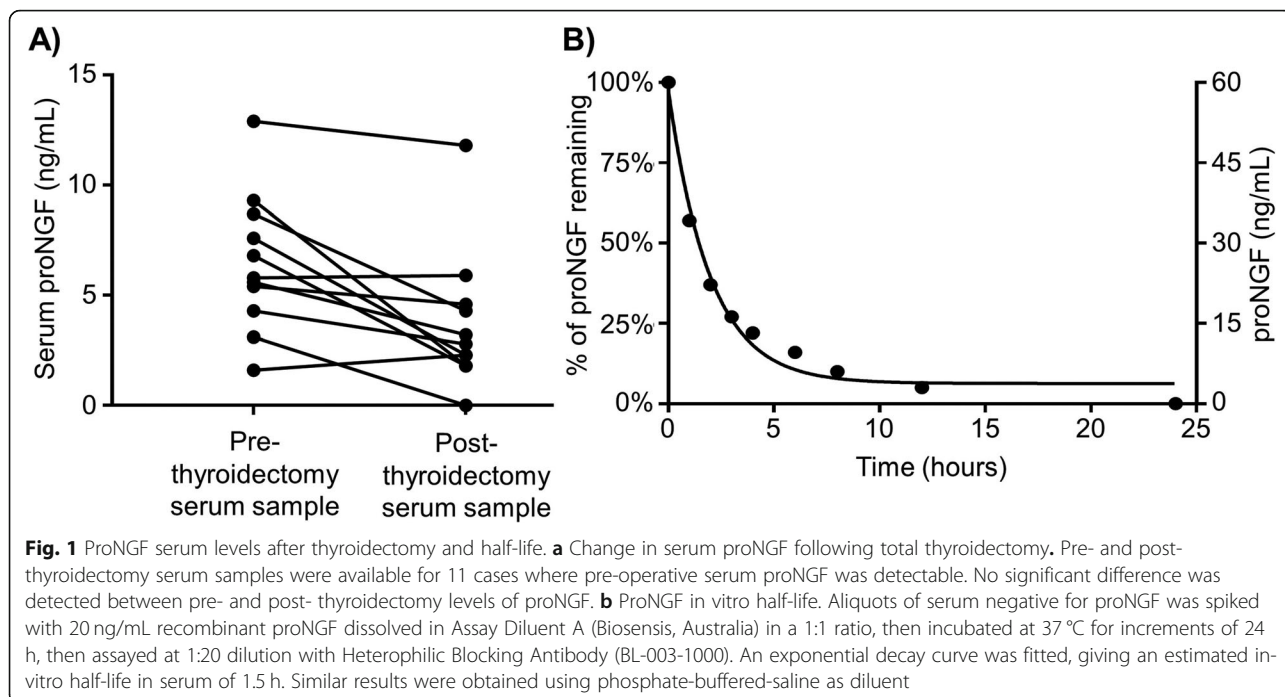 A)
15
10
5
0
Serum proNGF (ng/mL)
Pre-
thyroidectomy
serum sample
Post-
thyroidectomy
serum sample
B)
100%
75%
50%
25%
0%
% of proNGF remaining
60
45
30
15
0
proNGF (ng/mL)
0 5 10 15 20 25
Time (hours)
Fig. 1 ProNGF serum levels after thyroidectomy and half-life. a Change in serum proNGF following total thyroidectomy. Pre- and post-
thyroidectomy serum samples were available for 11 cases where pre-operative serum proNGF was detectable. No significant difference was
detected between pre- and post- thyroidectomy levels of proNGF. b ProNGF in vitro half-life. Aliquots of serum negative for proNGF was spiked
with 20 ng/mL recombinant proNGF dissolved in Assay Diluent A (Biosensis, Australia) in a 1:1 ratio, then incubated at 37 °C for increments of 24
h, then assayed at 1:20 dilution with Heterophilic Blocking Antibody (BL-003-1000). An exponential decay curve was fitted, giving an estimated in-
vitro half-life in serum of 1.5 h. Similar results were obtained using phosphate-buffered-saline as diluent